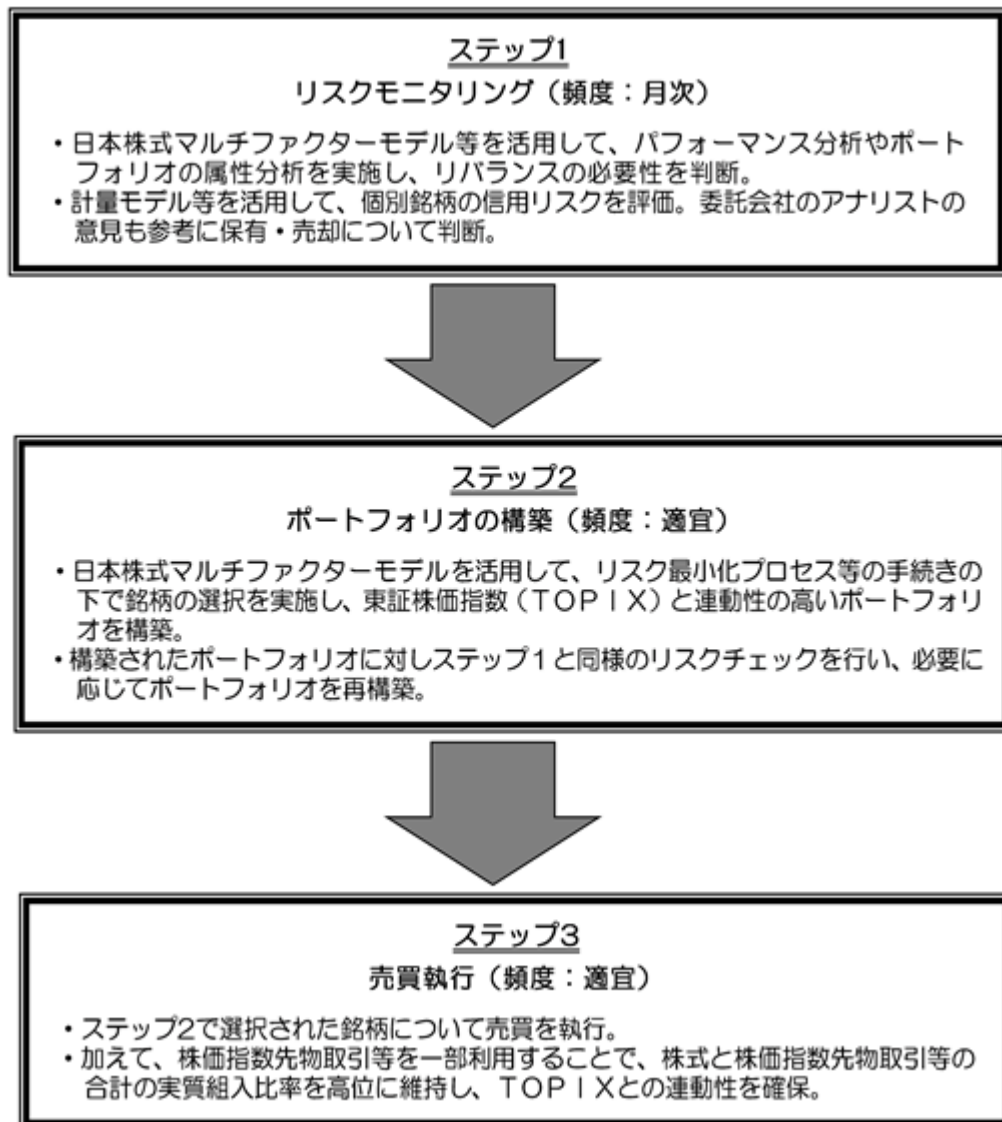 ステップ1
リスクモニタリング（頻度：月次）
・日本株式マルチファクターモデル等を活用して、パフォーマンス分析やポート
フォリオの属性分析を実施し、リバランスの必要性を判断。
・計量モデル等を活用して、個別銘柄の信用リスクを評価。委託会社のアナリストの
意見も参考に保有・売却について判断。
ステップ2
ポートフォリオの構築（頻度：適宜）
・日本株式マルチファクターモデルを活用して、リスク最小化プロセス等の手続きの
下で銘柄の選択を実施し、東証株価指数（ＴＯＰＩＸ）と連動性の高いポートフォリ
オを構築。
・構築されたポートフォリオに対しステップ１と同様のリスクチェックを行い、必要に
応じてポートフォリオを再構築。
ステップ3
売買執行（頻度：適宜）
・ステップ2で選択された銘柄について売買を執行。
・加えて、株価指数先物取引等を一部利用することで、株式と株価指数先物取引等の
合計の実質組入比率を高位に維持し、ＴＯＰＩＸとの連動性を確保。